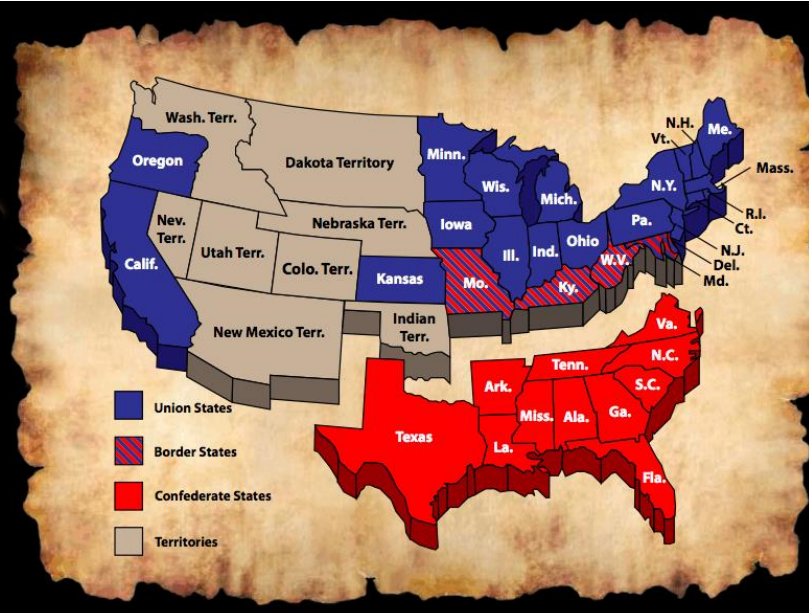 Wash. Terr.
Oregon
Dakota Territory
Minn.
Wis.
Mich.
N.H.
Vt.
Me.
Mass.
N.Y.
R.I.
Ct.
N.J.
Del.
Md.
Pa.
Nev.
Terr.
Utah Terr.
Nebraska Terr.
Colo. Terr.
Iowa
Ill.
Ind.
Ohio
W.V.
Calif.
Kansas
Mo.
Ky.
New Mexico Terr.
Indian
Terr.
Va.
N.C.
Tenn.
S.C.
Ark.
Miss.
Ala.
Ga.
Texas
La.
Fla.
Union States
Border States
Confederate States
Territories